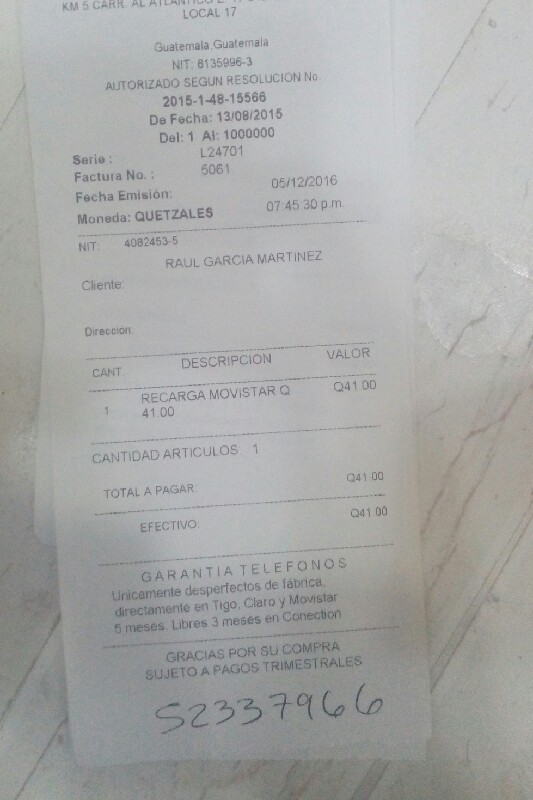 KM 5 CARR. AL ATLANTICO
LOCAL 17
Guatemala,Guatemala
NIT: 6135996-3
AUTORIZADO SEGUN RESOLUCION No.
2015-1-48-15566
De Fecha: 13/08/2015
Del: 1 Al: 1000000
Serie : L24701
Factura No. : 5061
Fecha Emisión: 05/12/2016
Moneda: QUETZALES 07:45:30 p.m.
NIT: 4082453-5
RAUL GARCIA MARTINEZ
Cliente:
Direccion:
CANT. DESCRIPCION VALOR
1 RECARGA MOVISTAR Q Q41.00
41.00
CANTIDAD ARTICULOS 1
TOTAL A PAGAR: Q41.00
EFECTIVO: Q41.00
GARANTIA TELEFONOS
Unicamente desperfectos de fábrica,
directamente en Tigo, Claro y Movistar
5 meses. Libres 3 meses en Conection
GRACIAS POR SU COMPRA
SUJETO A PAGOS TRIMESTRALES
52337966